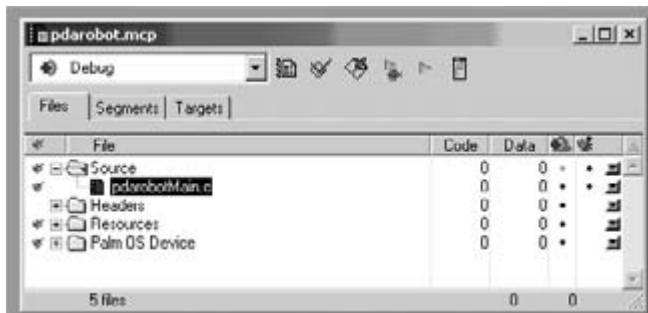 pdarobot.mcp
Debug
Files Segments Targets
File Code Data
Source 0 0
pdarobotMain.c 0 0
Headers 0 0
Resources 0 0
Palm OS Device 0 0
5 files 0 0